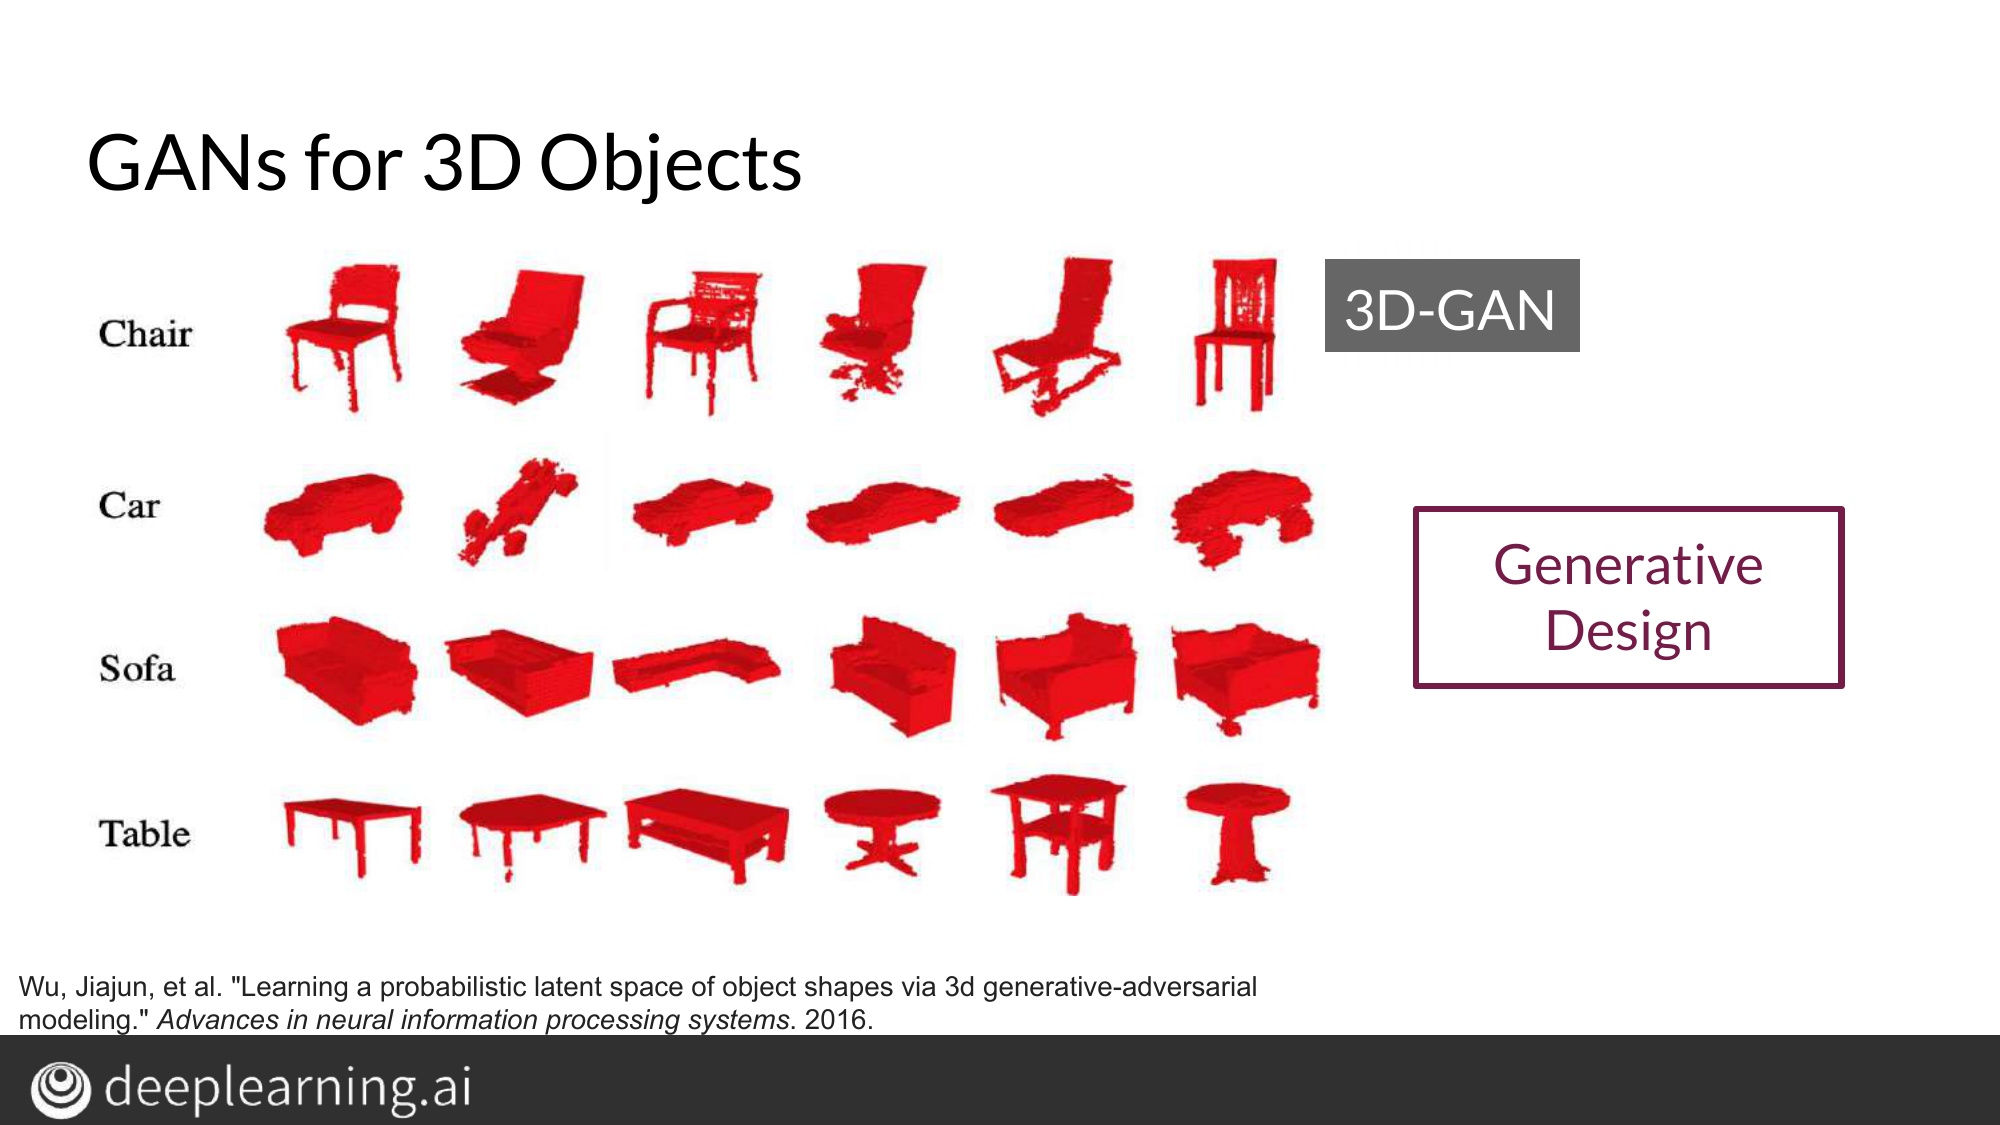 GANs for 3D Objects
Chair
3D-GAN
Car
Generative
Design
Sofa
Table
Wu, Jiajun, et al. "Learning a probabilistic latent space of object shapes via 3d generative-adversarial
modeling." Advances in neural information processing systems. 2016.
deeplearning.ai